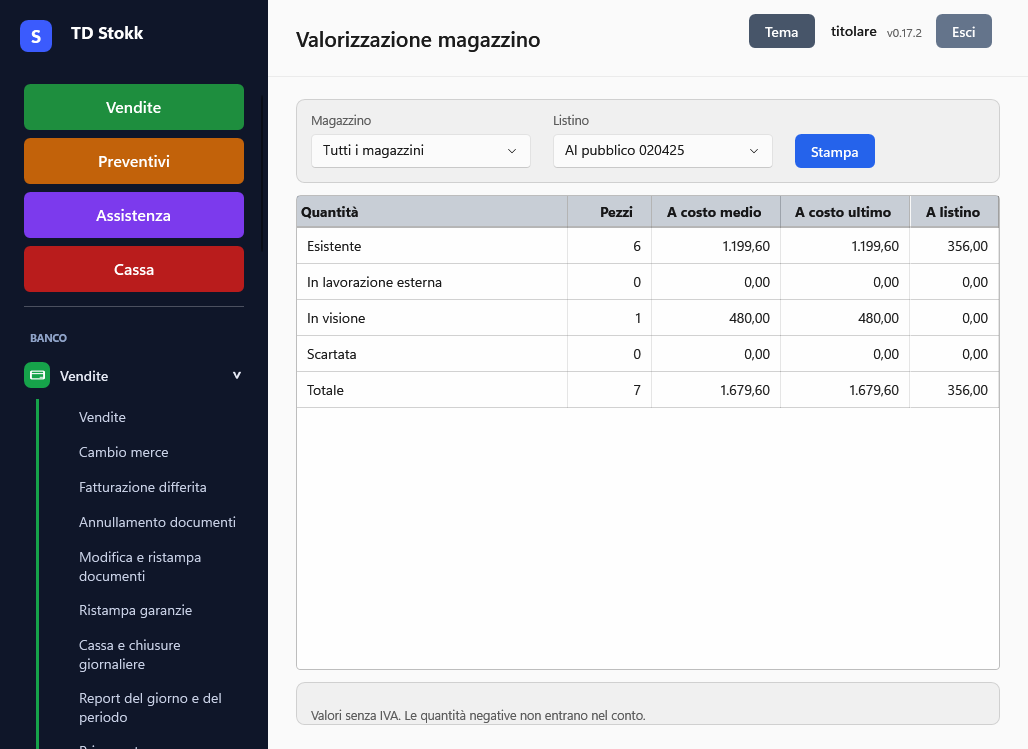 S
TD Stokk
Vendite
Preventivi
Assistenza
Cassa
BANCO
Vendite
Vendite
Cambio merce
Fatturazione differita
Annullamento documenti
Modifica e ristampa
documenti
Ristampa garanzie
Cassa e chiusure
giornaliere
Report del giorno e del
periodo
Valorizzazione magazzino
Tema
titolare
v0.17.2
Esci
Magazzino
Listino
Tutti i magazzini
Al pubblico 020425
Stampa
Quantità Pezzi A costo medio A costo ultimo A listino
Esistente 6 1.199,60 1.199,60 356,00
In lavorazione esterna 0 0,00 0,00 0,00
In visione 1 480,00 480,00 0,00
Scartata 0 0,00 0,00 0,00
Totale 7 1.679,60 1.679,60 356,00
Valori senza IVA. Le quantità negative non entrano nel conto.